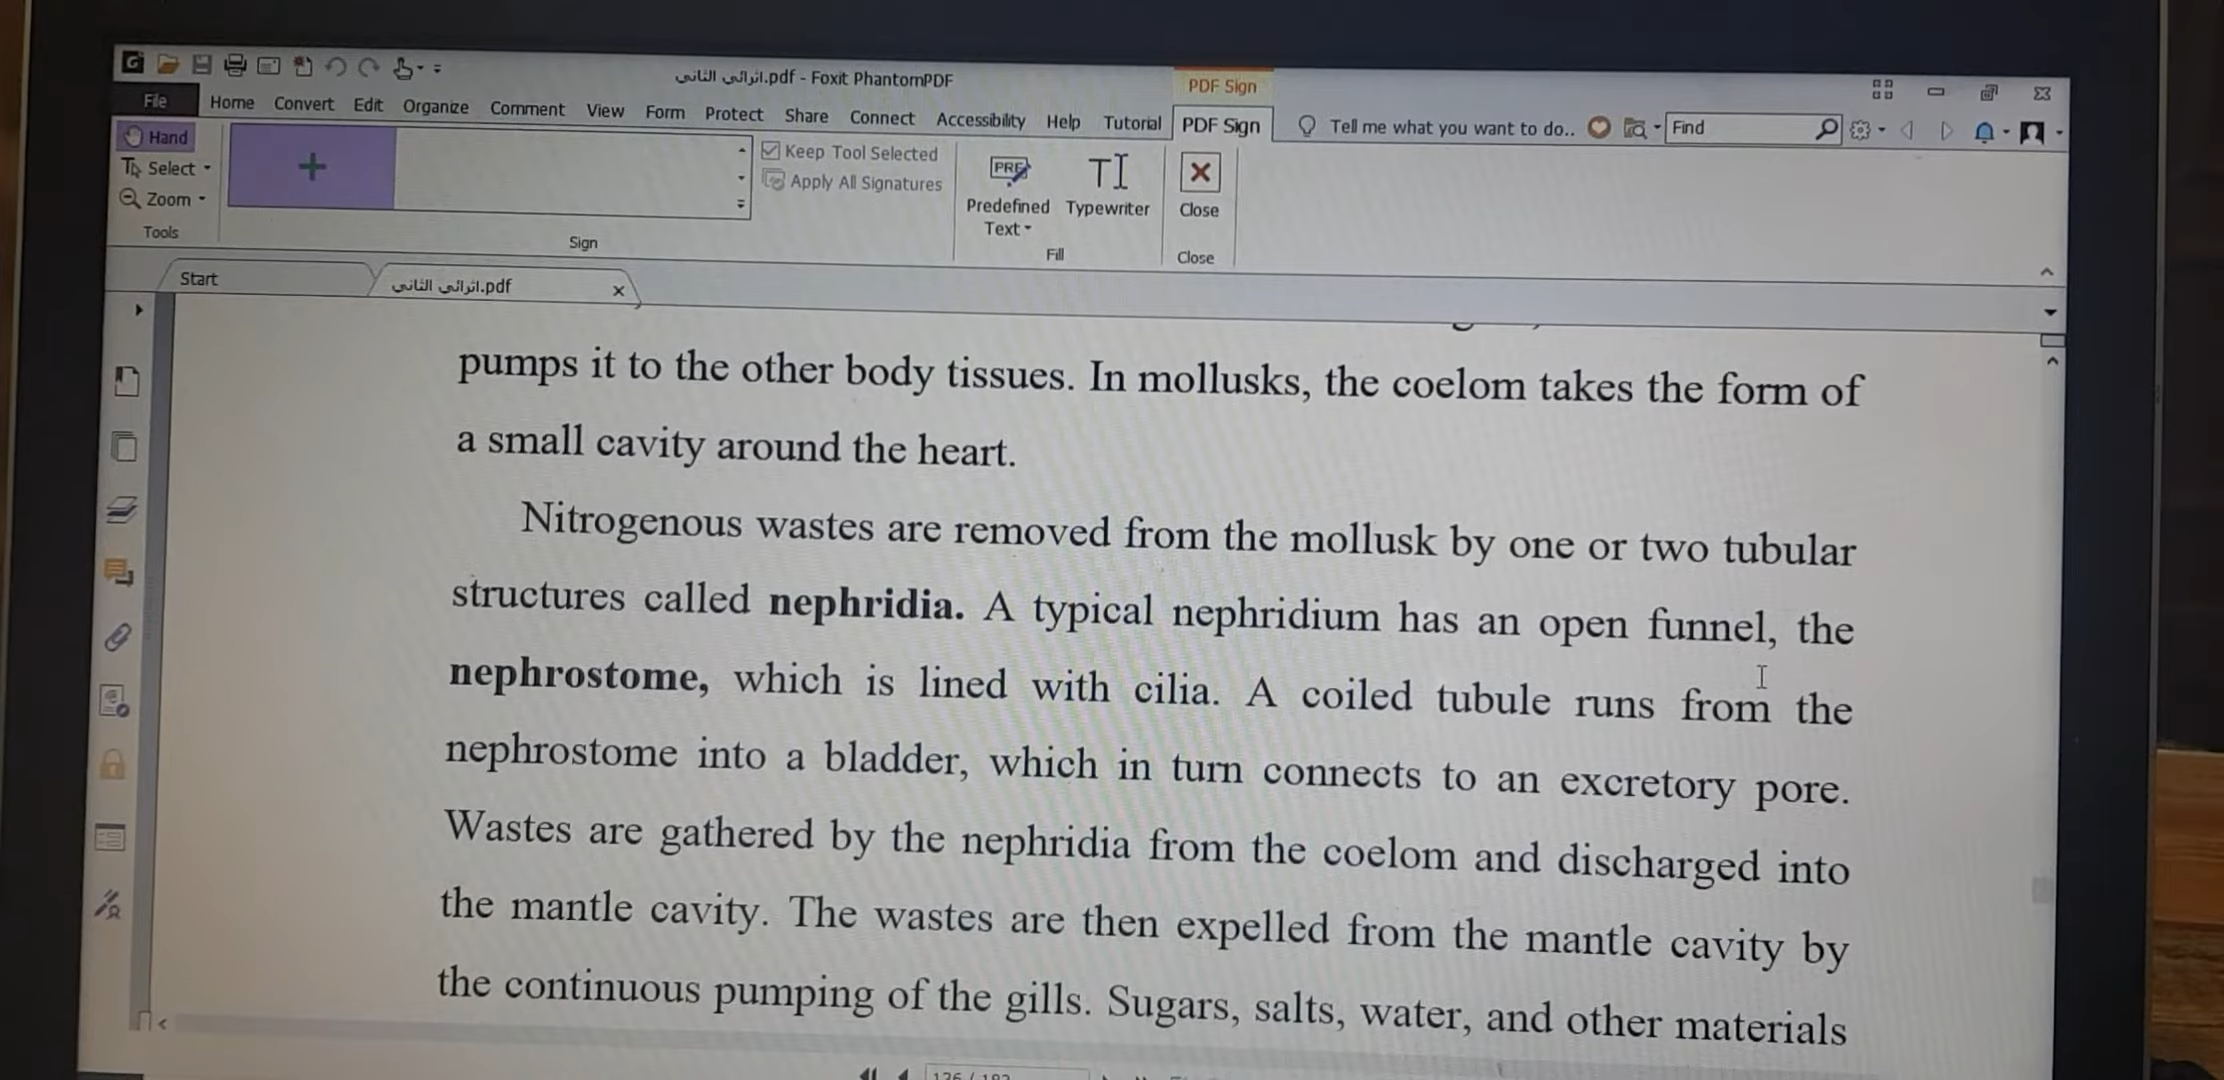 اثرائي الثاني.pdf - Foxit PhantomPDF
PDF Sign
File Home Convert Edit Organize Comment View Form Protect Share Connect Accessibility Help Tutorial PDF Sign Tell me what you want to do.. Find
Hand
Select
Zoom
Tools
Keep Tool Selected
Apply All Signatures
Sign
PRE
Predefined
Text
Typewriter
Fill
Close
Close
Start
اثرائي الثاني.pdf
pumps it to the other body tissues. In mollusks, the coelom takes the form of
a small cavity around the heart.
Nitrogenous wastes are removed from the mollusk by one or two tubular
structures called nephridia. A typical nephridium has an open funnel, the
nephrostome, which is lined with cilia. A coiled tubule runs from the
nephrostome into a bladder, which in turn connects to an excretory pore.
Wastes are gathered by the nephridia from the coelom and discharged into
the mantle cavity. The wastes are then expelled from the mantle cavity by
the continuous pumping of the gills. Sugars, salts, water, and other materials